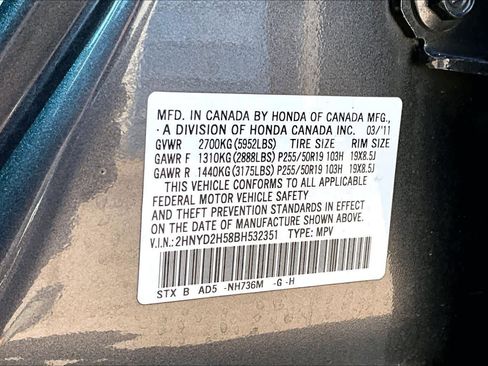 MFD. IN CANADA BY HONDA OF CANADA MFG.,
· A DIVISION OF HONDA CANADA INC. 03/'11
GVWR 2700KG(5952LBS) TIRE SIZE RIM SIZE
GAWR F 1310KG(2888LBS) P255/50R19 103H 19X8.5J
GAWR R 1440KG(3175LBS) P255/50R19 103H 19X8.5J
THIS VEHICLE CONFORMS TO ALL APPLICABLE
FEDERAL MOTOR VEHICLE SAFETY
AND THEFT PREVENTION STANDARDS IN EFFECT
ON THE DATE OF MANUFACTURE SHOWN ABOVE.
V.I.N.: 2HNYD2H58BH532351 TYPE: MPV
STX B AD5 -NH736M -G -H